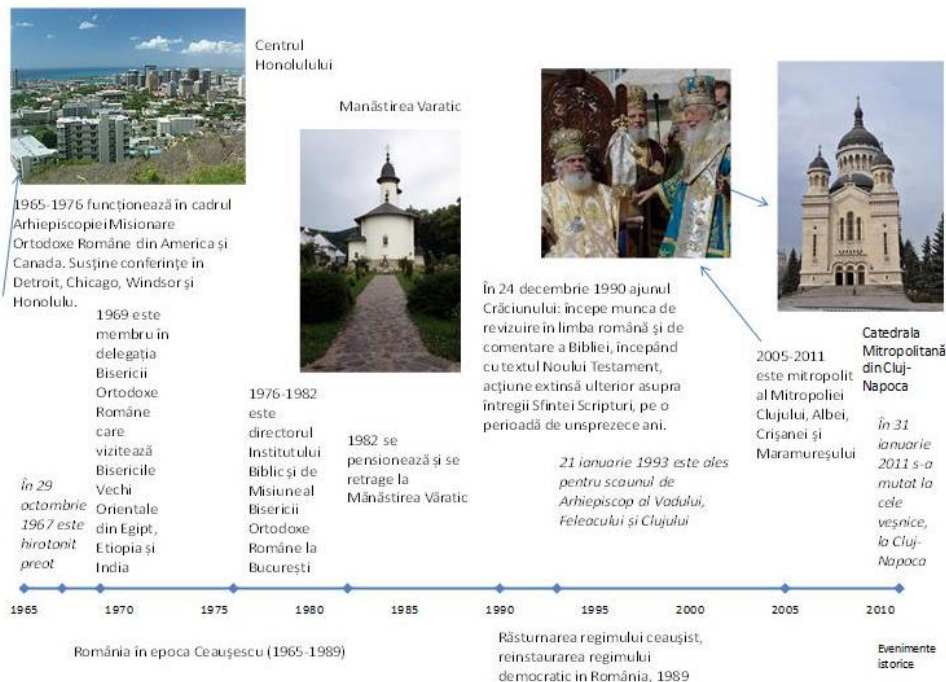 Centrul
Honolulului
Manăstirea Varatic
1965-1976 funcționează în cadrul
Arhiepiscopiei Misionare
Ortodoxe Române din America și
Canada. Susține conferințe în
Detroit, Chicago, Windsor și
Honolulu.
În 29
octombrie
1967 este
hirotonit
preot
1969 este
membru în
delegația
Bisericii
Ortodoxe
Române
care
vizitează
Bisericile
Vechi
Orientale
din Egipt,
Etiopia și
India
1976-1982
este
directorul
Institutului
Biblic și de
Misiune al
Bisericii
Ortodoxe
Române la
București
1982 se
pensionează și se
retrage la
Mânăstirea Văratic
În 24 decembrie 1990 ajunul
Crăciunului: începe munca de
revizuire în limba română și de
comentare a Bibliei, începând
cu textul Noului Testament,
acțiune extinsă ulterior asupra
întregii Sfintei Scripturi, pe o
perioadă de unsprezece ani.
21 ianuarie 1993 este ales
pentru scaunul de
Arhiepiscop al Vadului,
Feleacului și Clujului
2005-2011
este mitropolit
al Mitropoliei
Clujului, Albei,
Crișanei și
Maramureșului
Catedrala
Mitropolitană
din Cluj-
Napoca
În 31
ianuarie
2011 s-a
mutat la
cele
veșnice,
la Cluj-
Napoca
1965 1970 1975 1980 1985 1990 1995 2000 2005 2010
România în epoca Ceaușescu (1965-1989)
Răsturnarea regimului ceaușist,
reinstaurarea regimului
democratic in România, 1989
Evenimente
istorice